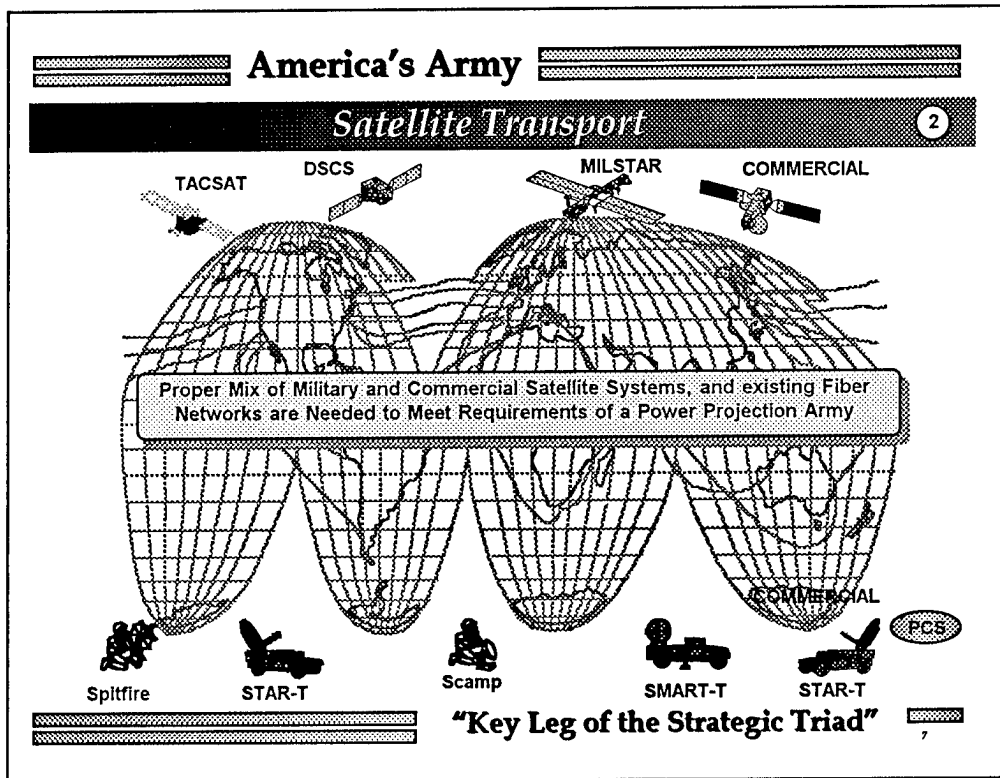 America's Army
Satellite Transport
2
TACSAT
DSCS
MILSTAR
COMMERCIAL
Proper Mix of Military and Commercial Satellite Systems, and existing Fiber
Networks are Needed to Meet Requirements of a Power Projection Army
COMMERCIAL
PCS
Spitfire
STAR-T
Scamp
SMART-T
STAR-T
"Key Leg of the Strategic Triad"
7